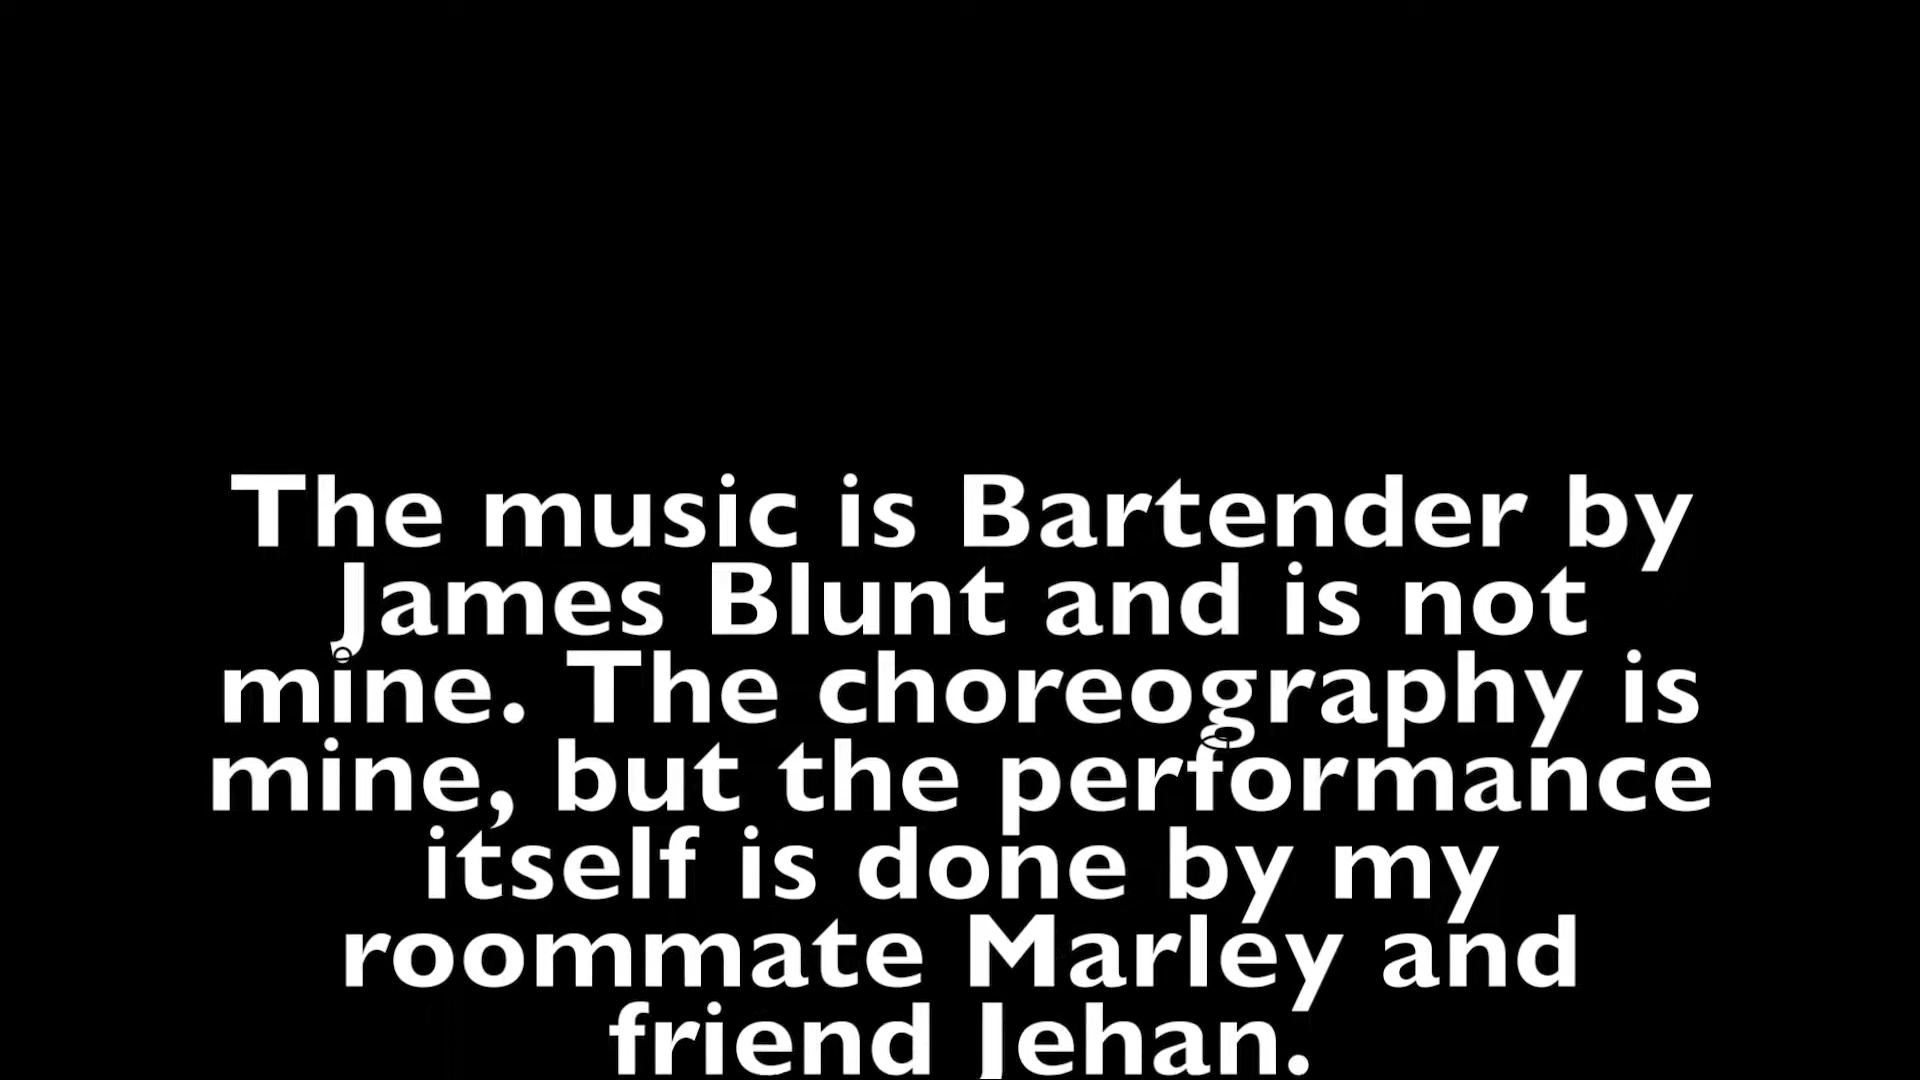 The music is Bartender by
James Blunt and is not
mine. The choreography is
mine, but the performance
itself is done by my
roommate Marley and
friend Jehan.